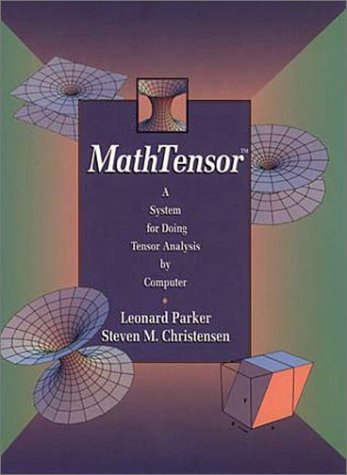 MathTensor™
A
System
for Doing
Tensor Analysis
by
Computer
Leonard Parker
Steven M. Christensen